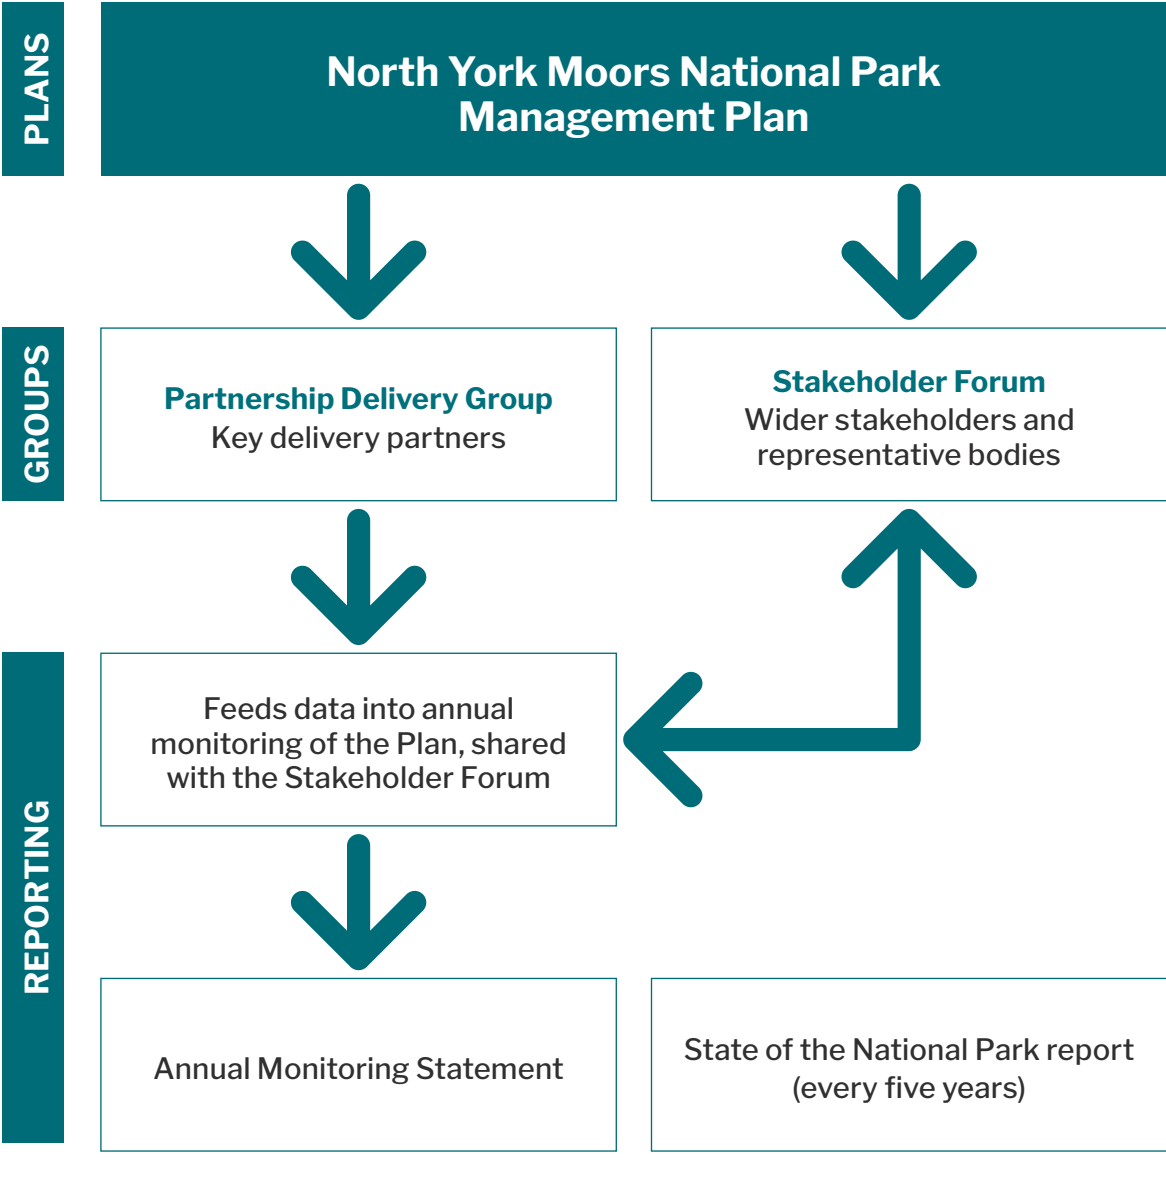 PLANS
North York Moors National Park
Management Plan
GROUPS
Partnership Delivery Group
Key delivery partners
Stakeholder Forum
Wider stakeholders and
representative bodies
REPORTING
Feeds data into annual
monitoring of the Plan, shared
with the Stakeholder Forum
Annual Monitoring Statement
State of the National Park report
(every five years)